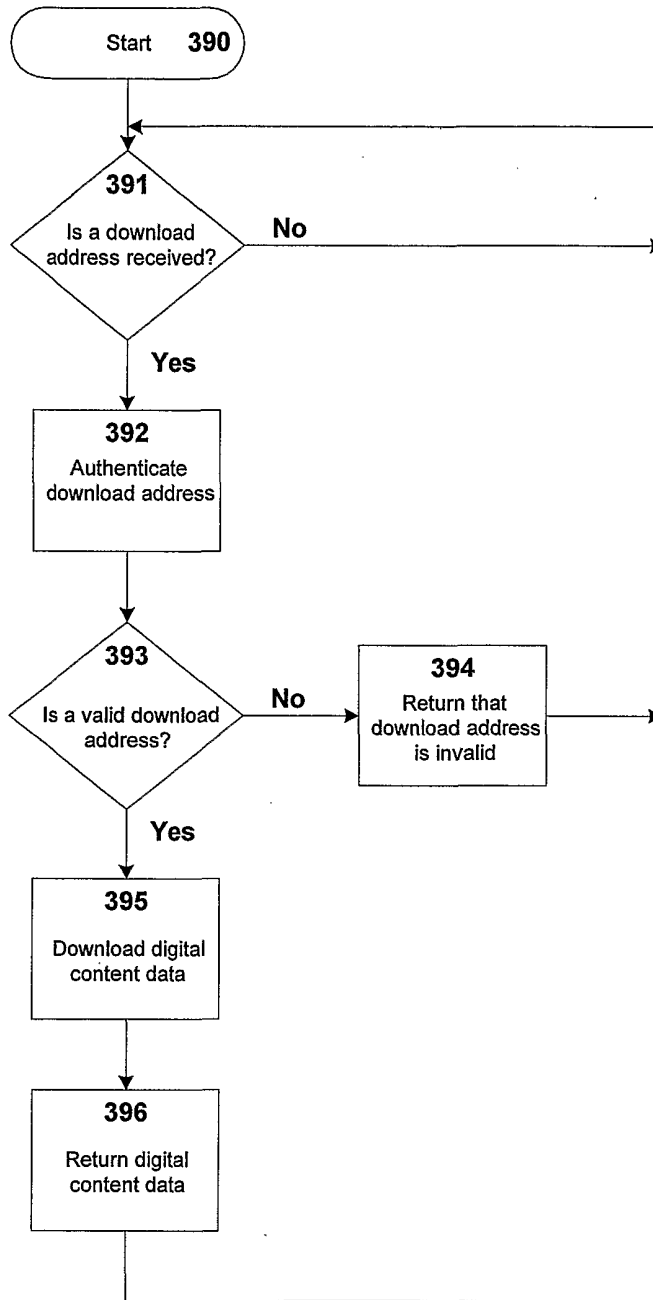 Start 390
391
Is a download
address received?
No
Yes
392
Authenticate
download address
393
Is a valid download
address?
No
394
Return that
download address
is invalid
Yes
395
Download digital
content data
396
Return digital
content data